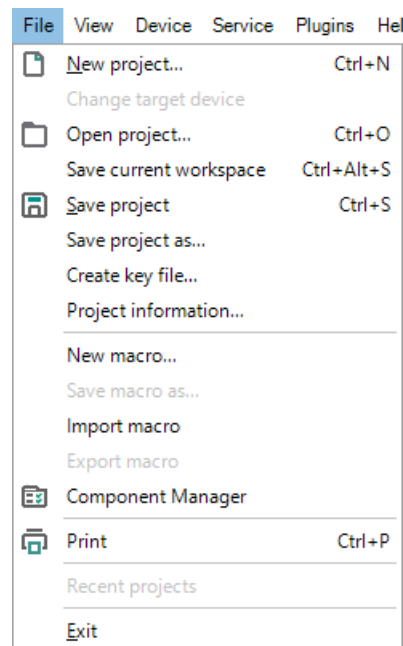 File View Device Service Plugins Hel
New project... Ctrl+N
Change target device
Open project... Ctrl+O
Save current workspace Ctrl+Alt+S
Save project Ctrl+S
Save project as...
Create key file...
Project information...
New macro...
Save macro as...
Import macro
Export macro
Component Manager
Print Ctrl+P
Recent projects
Exit